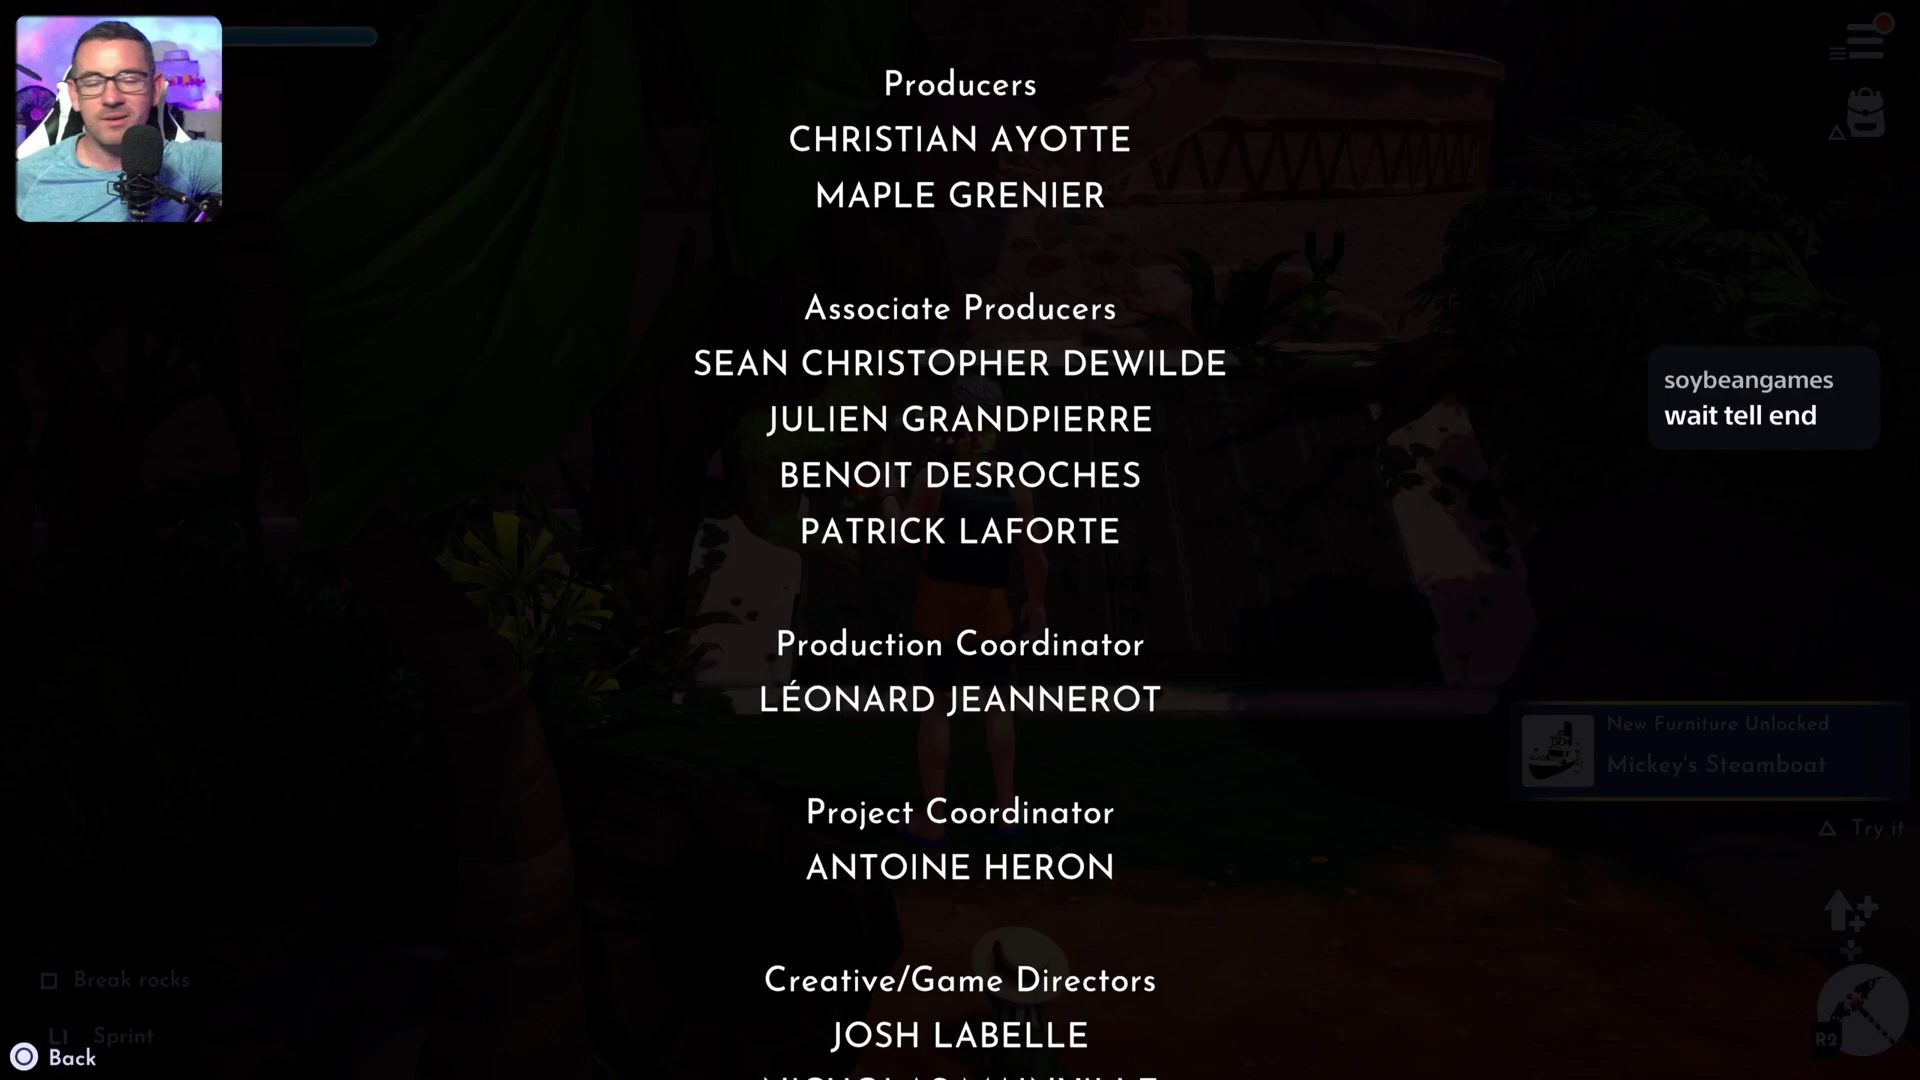 Producers
CHRISTIAN AYOTTE
MAPLE GRENIER
Associate Producers
SEAN CHRISTOPHER DEWILDE
JULIEN GRANDPIERRE
BENOIT DESROCHES
PATRICK LAFORTE
Production Coordinator
LÉONARD JEANNEROT
Project Coordinator
ANTOINE HERON
Creative/Game Directors
JOSH LABELLE
soybeangames
wait tell end
New Furniture Unlocked
Mickey's Steamboat
Try it
R2
Break rocks
L1 Sprint
Back